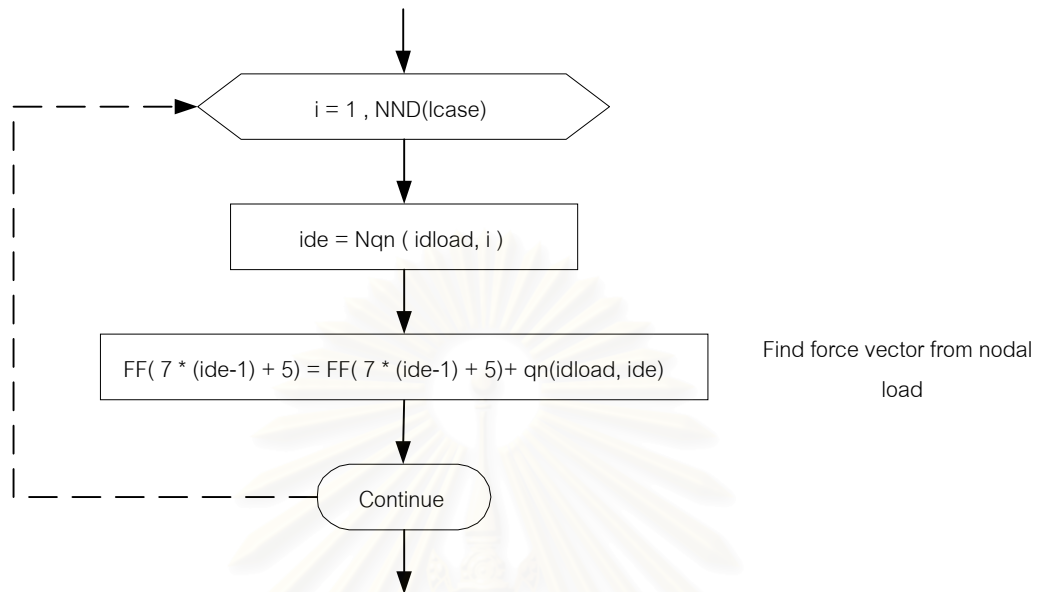 i = 1 , NND(lcase)
ide = Nqn ( idload, i )
FF( 7 * (ide-1) + 5) = FF( 7 * (ide-1) + 5)+ qn(idload, ide)
Find force vector from nodal
load
Continue